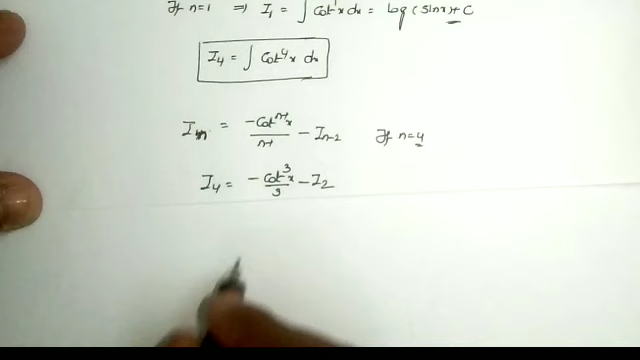 If n=1 ⇒ I₁ = ∫ Cot¹x dx = log(sinx)+C
I₄ = ∫ Cot⁴x dx
Iₙ = -Cotⁿ⁻¹x / n-1 - Iₙ₋₂ If n=4
I₄ = -Cot³x / 3 - I₂